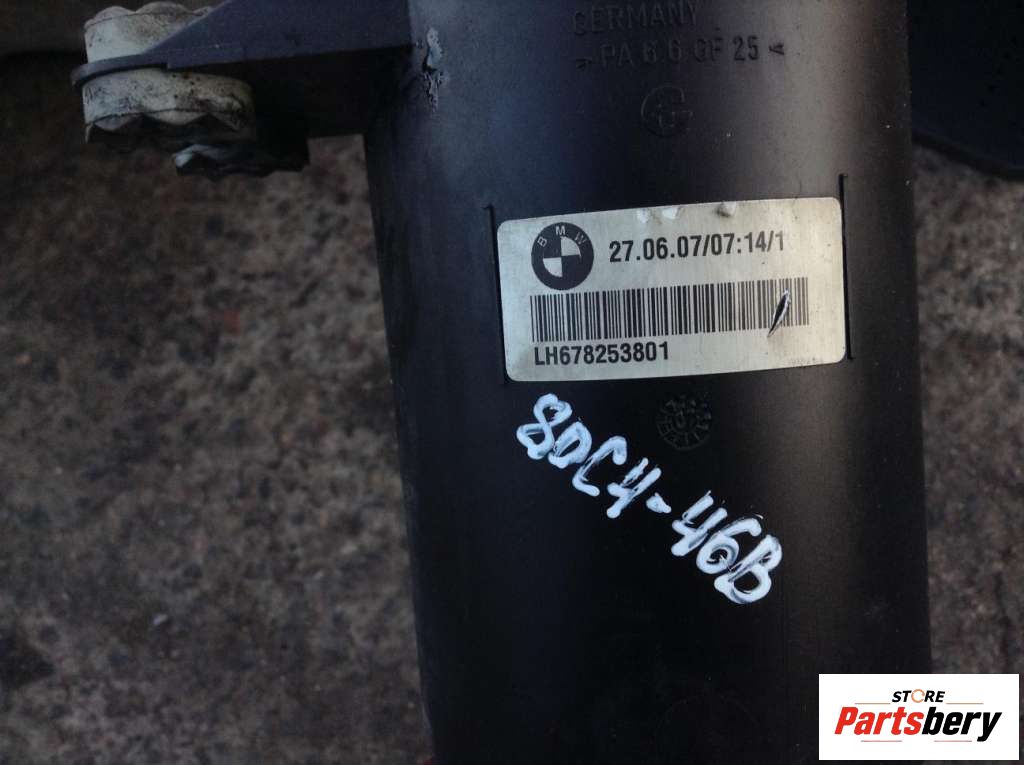 GERMANY
>PA 6 6 GF 25<
BMW
27.06.07/07:14/1
LH678253801
8DC4-46B
STORE
Partsbery